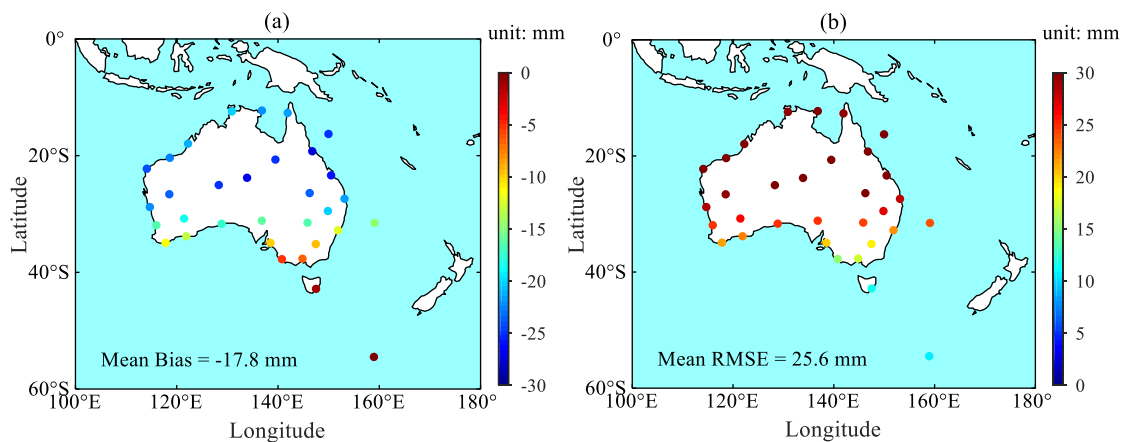 (a)
unit: mm
0°
20°S
40°S
60°S
Latitude
0
-5
-10
-15
-20
-25
-30
Mean Bias = -17.8 mm
100°E
120°E
140°E
160°E
180°
Longitude
(b)
unit: mm
0°
20°S
40°S
60°S
Latitude
30
25
20
15
10
5
0
Mean RMSE = 25.6 mm
100°E
120°E
140°E
160°E
180°
Longitude